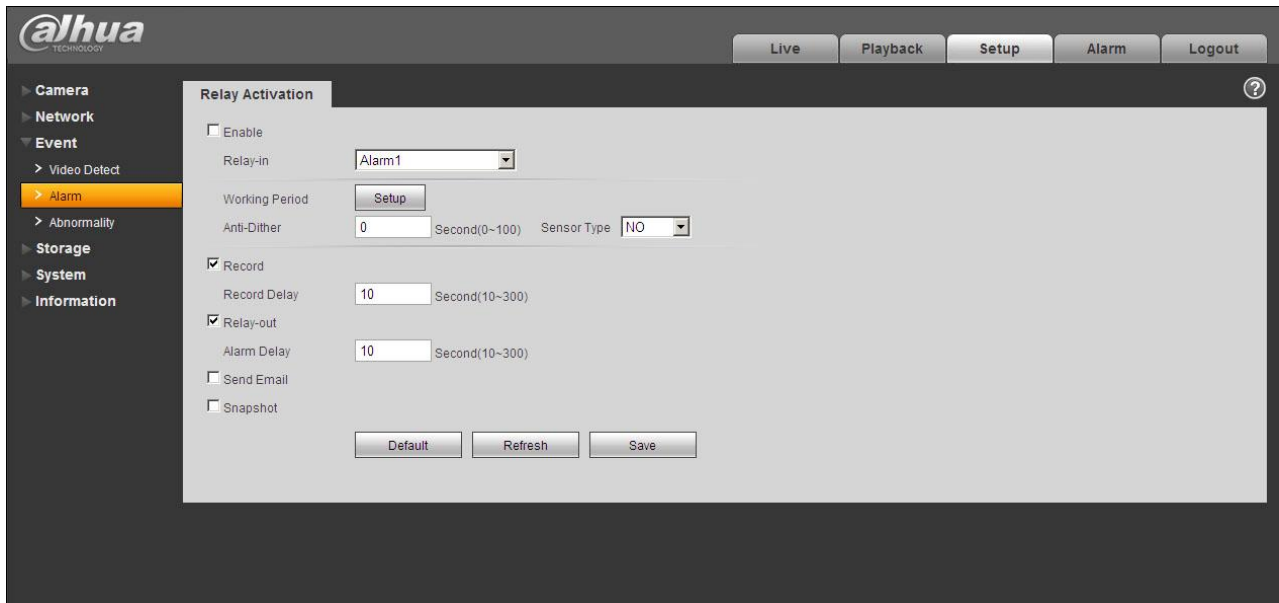 alhua
TECHNOLOGY
Live Playback Setup Alarm Logout
Camera
Network
Event
> Video Detect
> Alarm
> Abnormality
Storage
System
Information
Relay Activation
?
Enable
Relay-in Alarm1
Working Period Setup
Anti-Dither 0 Second(0~100) Sensor Type NO
Record
Record Delay 10 Second(10~300)
Relay-out
Alarm Delay 10 Second(10~300)
Send Email
Snapshot
Default Refresh Save